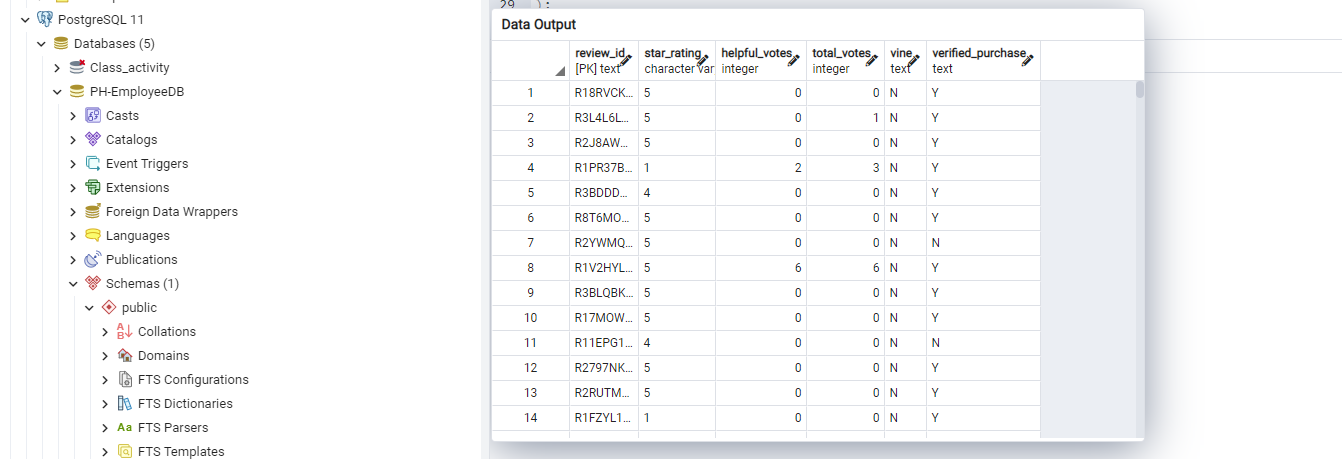 PostgreSQL 11
Databases (5)
Class_activity
PH-EmployeeDB
Casts
Catalogs
Event Triggers
Extensions
Foreign Data Wrappers
Languages
Publications
Schemas (1)
public
Collations
Domains
FTS Configurations
FTS Dictionaries
Aa FTS Parsers
FTS Templates
29 );
Data Output
review_id star_rating helpful_votes total_votes vine verified_purchase
[PK] text character var integer integer text text
1 R18RVCK... 5 0 0 N Y
2 R3L4L6L... 5 0 1 N Y
3 R2J8AW... 5 0 0 N Y
4 R1PR37B... 1 2 3 N Y
5 R3BDDD... 4 0 0 N Y
6 R8T6MO... 5 0 0 N Y
7 R2YWMQ... 5 0 0 N N
8 R1V2HYL... 5 6 6 N Y
9 R3BLQBK... 5 0 0 N Y
10 R17MOW... 5 0 0 N Y
11 R11EPG1... 4 0 0 N N
12 R2797NK... 5 0 0 N Y
13 R2RUTM... 5 0 0 N Y
14 R1FZYL1... 1 0 0 N Y